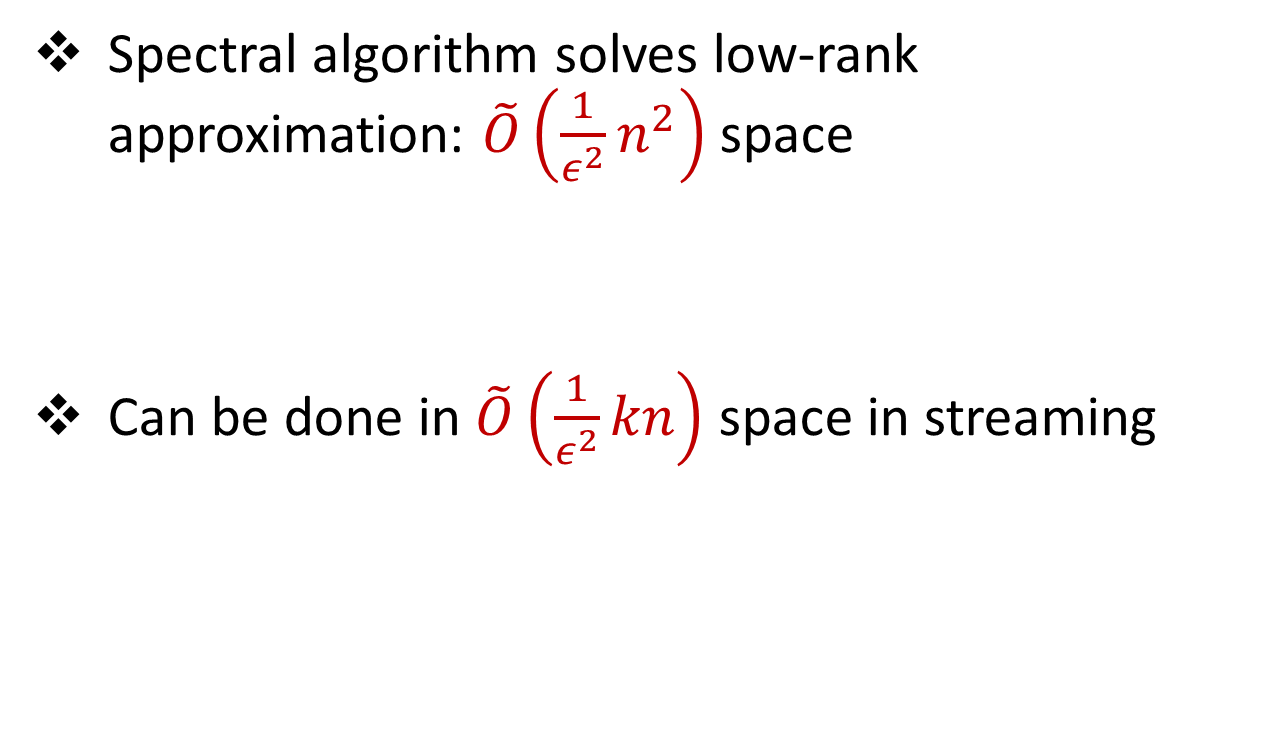 ❖ Spectral algorithm solves low-rank
approximation: Õ(1/ϵ² n²) space
❖ Can be done in Õ(1/ϵ² kn) space in streaming